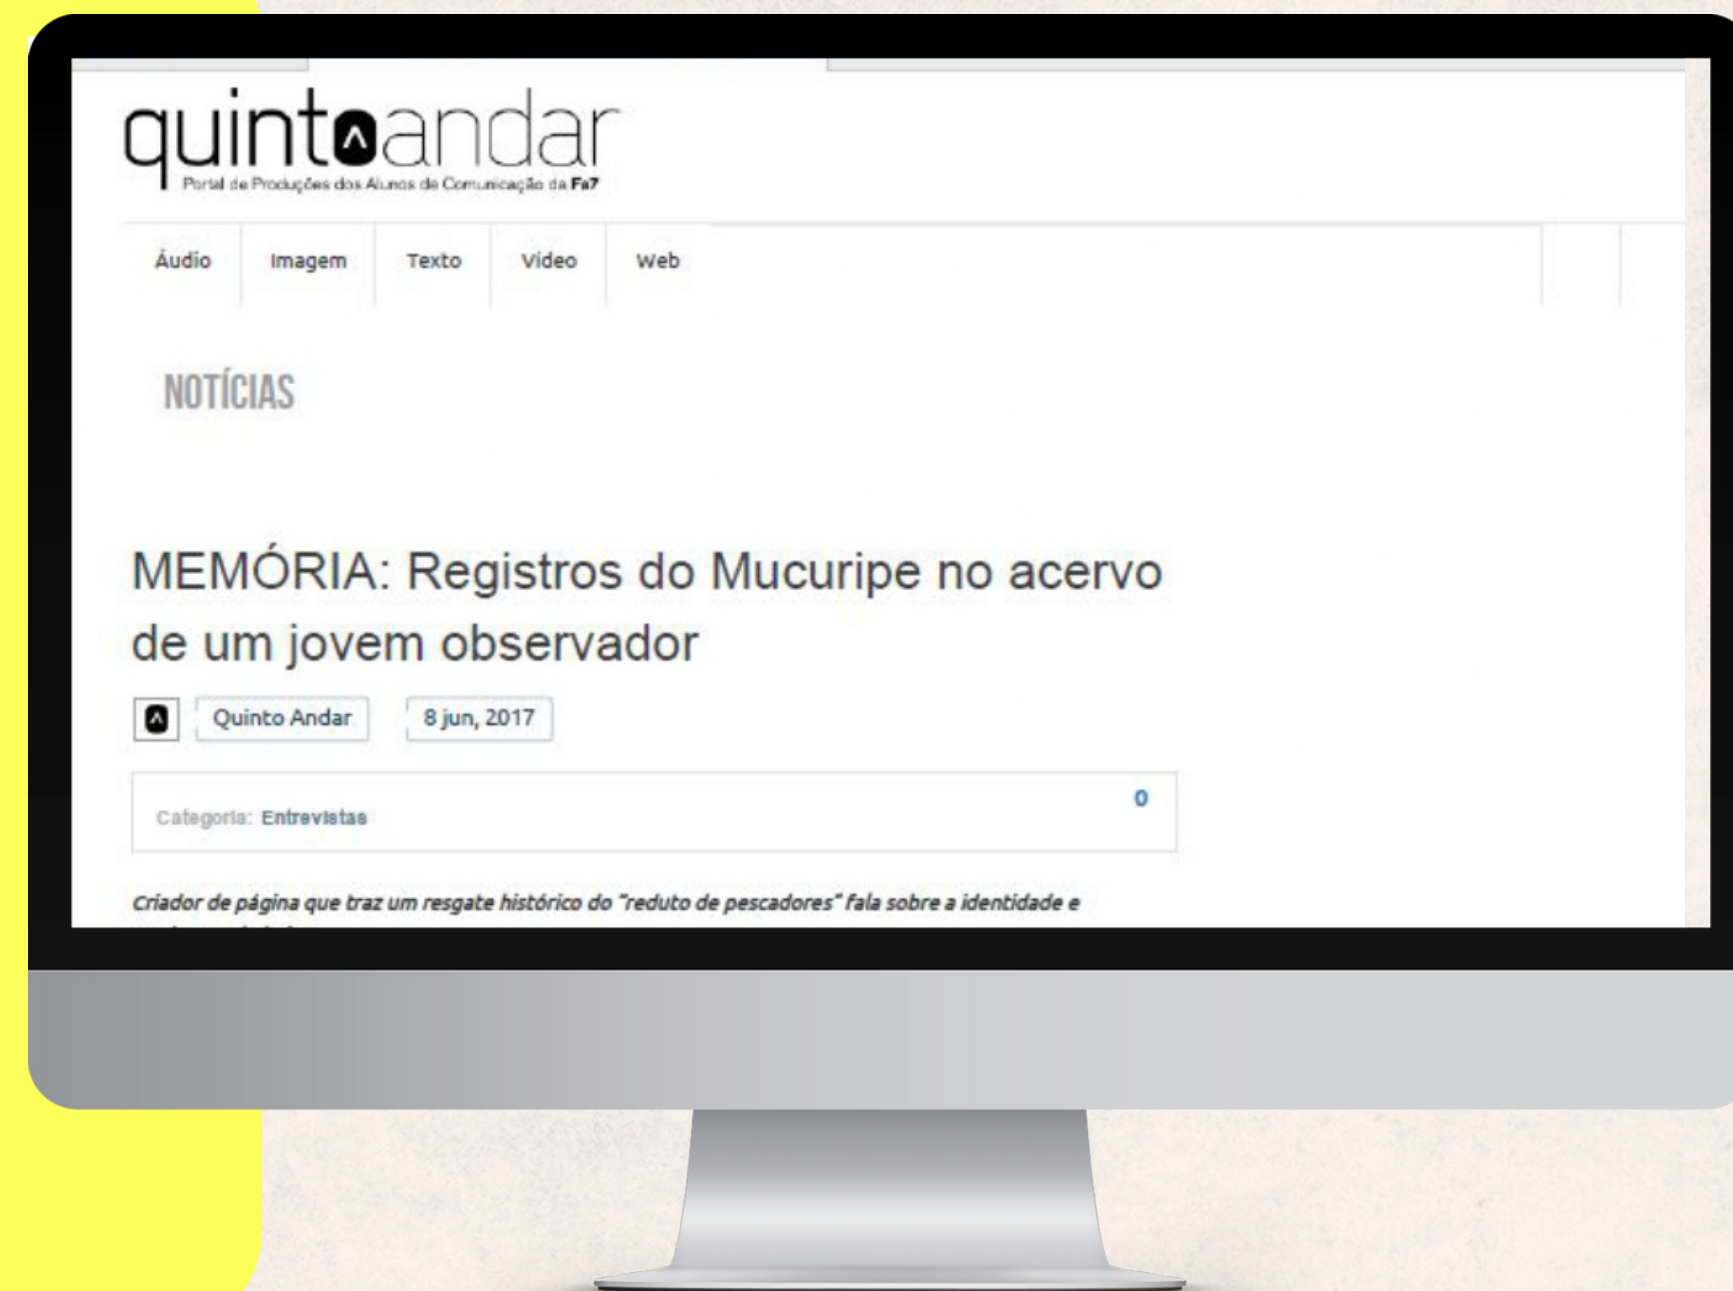 quintoandar
Portal de Produções dos Alunos de Comunicação da Fa7
Áudio Imagem Texto Vídeo Web
NOTÍCIAS
MEMÓRIA: Registros do Mucuripe no acervo
de um jovem observador
Quinto Andar 8 jun, 2017
0
Categoria: Entrevistas
Criador de página que traz um resgate histórico do "reduto de pescadores" fala sobre a identidade e